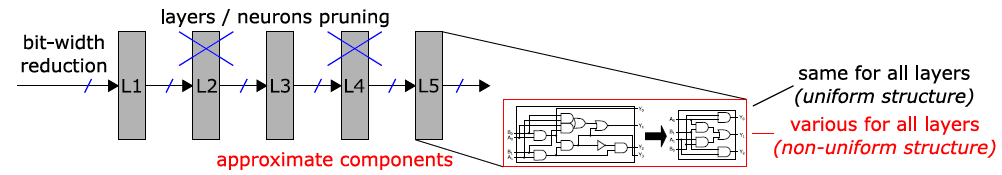 layers / neurons pruning
bit-width
reduction
L1
L2
L3
L4
L5
approximate components
same for all layers
(uniform structure)
various for all layers
(non-uniform structure)